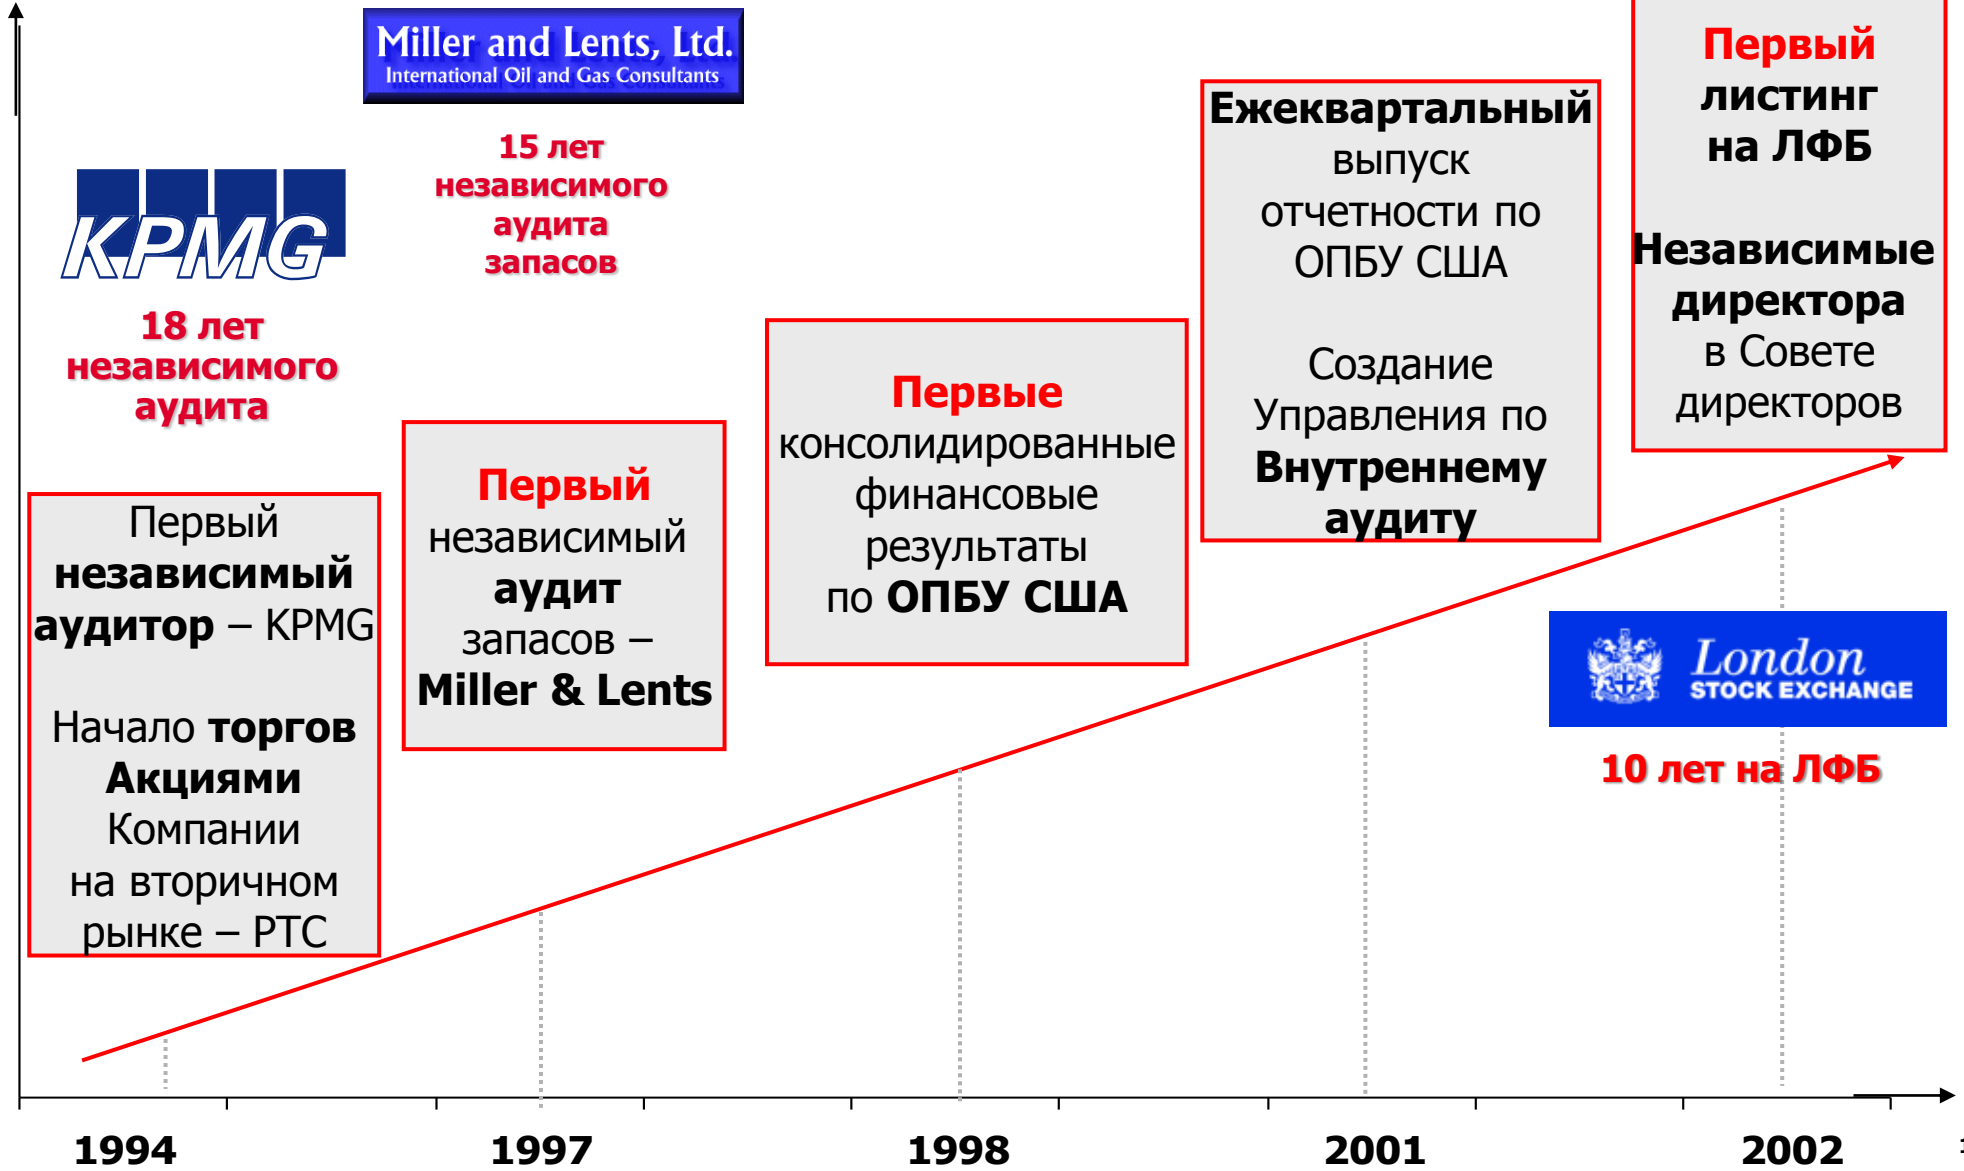 Miller and Lents, Ltd.
International Oil and Gas Consultants
15 лет
независимого
аудита
запасов
KPMG
18 лет
независимого
аудита
Первый
независимый
аудитор – KPMG
Начало торгов
Акциями
Компании
на вторичном
рынке – РТС
Первый
независимый
аудит
запасов –
Miller & Lents
Первые
консолидированные
финансовые
результаты
по ОПБУ США
Ежеквартальный
выпуск
отчетности по
ОПБУ США
Создание
Управления по
Внутреннему
аудиту
Первый
листинг
на ЛФБ
Независимые
директора
в Совете
директоров
London
STOCK EXCHANGE
10 лет на ЛФБ
1994
1997
1998
2001
2002